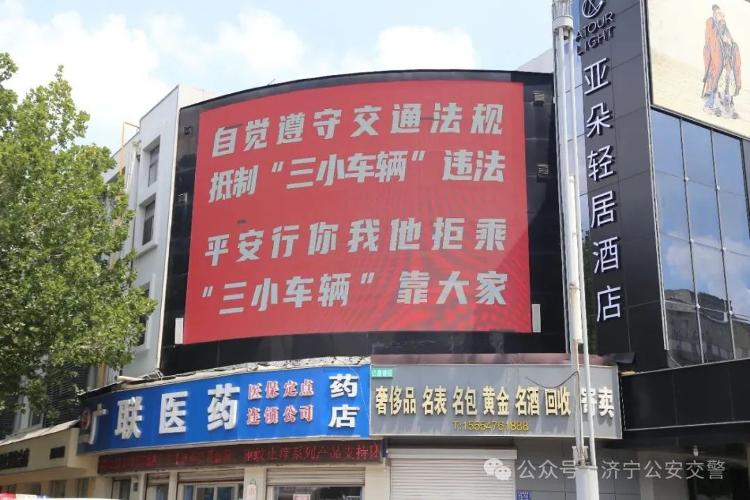 自觉遵守交通法规
抵制“三小车辆”违法
平安行你我他拒乘
“三小车辆”靠大家
ATOUR
LIGHT
亚朵轻居酒店
广联医药
医保定点
连锁公司
药店
奢侈品 名表 名包 黄金 名酒 回收 寄卖
T:15554761888
公众号·济宁公安交警